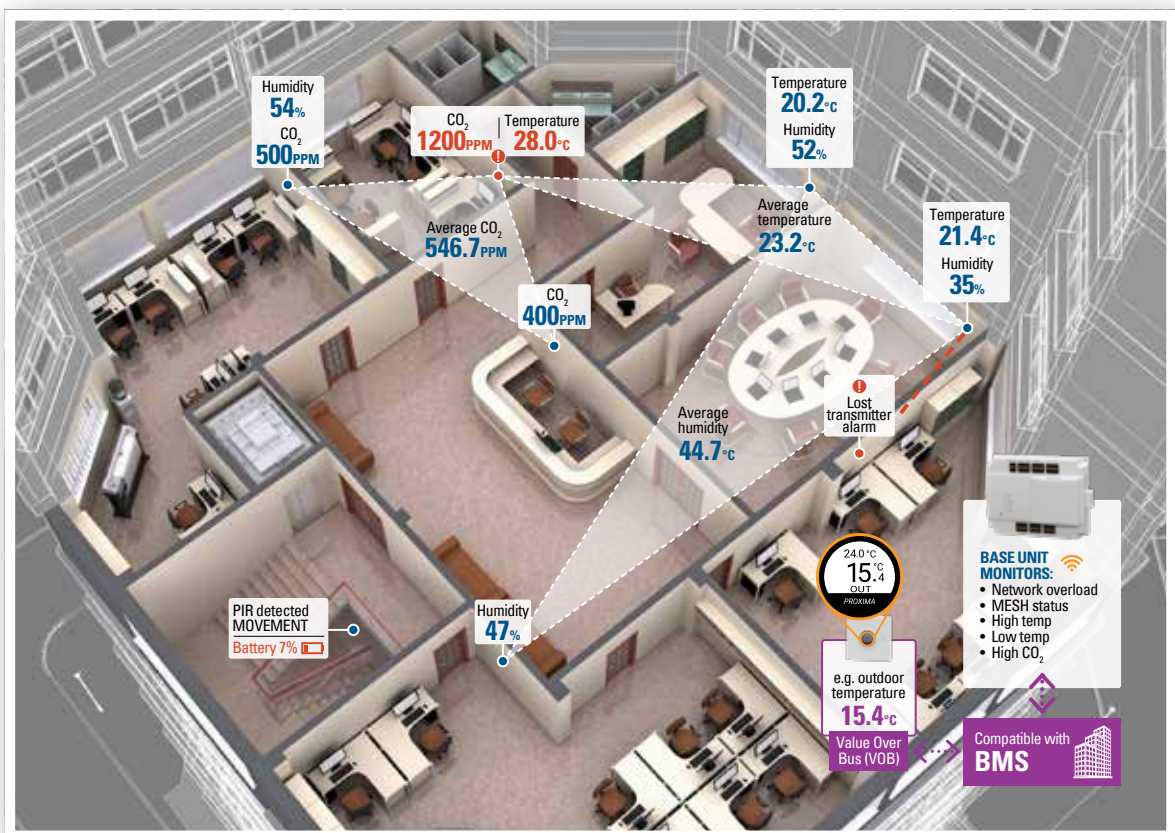 Humidity
54%
CO2
500PPM
CO2
1200PPM
Temperature
28.0°C
Temperature
20.2°C
Humidity
52%
Average CO2
546.7PPM
Average
temperature
23.2°C
Temperature
21.4°C
Humidity
35%
CO2
400PPM
Lost
transmitter
alarm
Average
humidity
44.7°C
PIR detected
MOVEMENT
Battery 7%
Humidity
47%
24.0 °C
15.4 °C
OUT
PROXIMA
e.g. outdoor
temperature
15.4°C
Value Over
Bus (VOB)
BASE UNIT
MONITORS:
• Network overload
• MESH status
• High temp
• Low temp
• High CO2
Compatible with
BMS